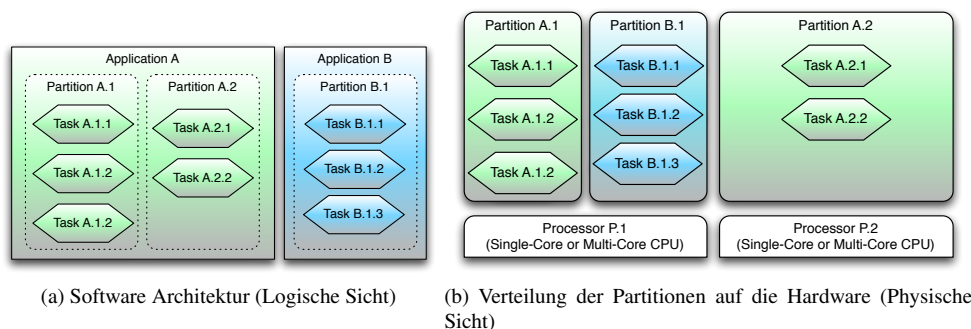 Application A
Partition A.1
Task A.1.1
Task A.1.2
Task A.1.2
Partition A.2
Task A.2.1
Task A.2.2
Application B
Partition B.1
Task B.1.1
Task B.1.2
Task B.1.3
(a) Software Architektur (Logische Sicht)
Partition A.1
Task A.1.1
Task A.1.2
Task A.1.2
Partition B.1
Task B.1.1
Task B.1.2
Task B.1.3
Partition A.2
Task A.2.1
Task A.2.2
Processor P.1
(Single-Core or Multi-Core CPU)
Processor P.2
(Single-Core or Multi-Core CPU)
(b) Verteilung der Partitionen auf die Hardware (Physische
Sicht)